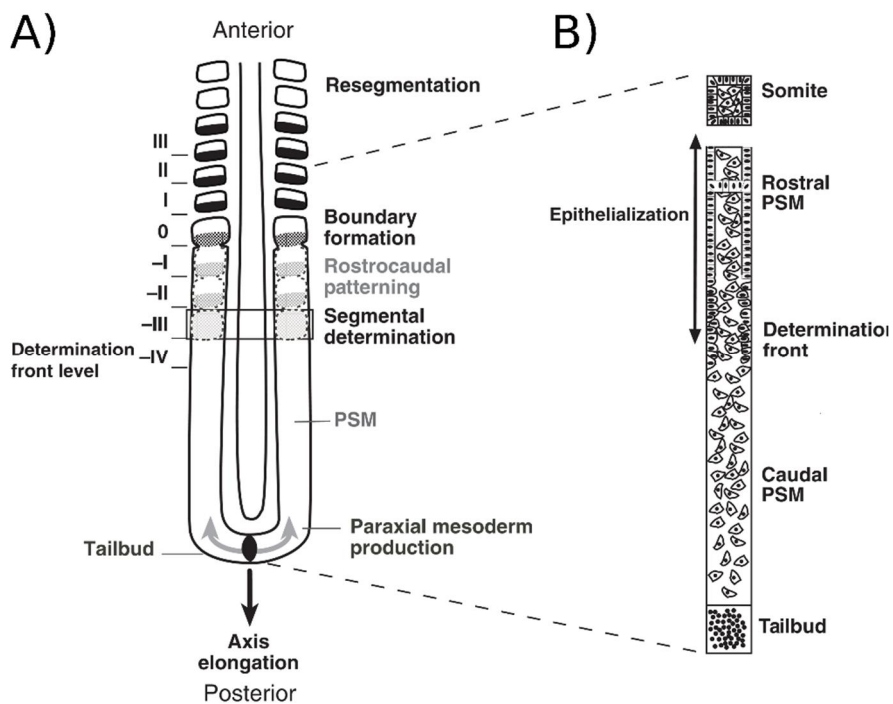 A)
Anterior
Resegmentation
III
II
I
0
–I
–II
–III
–IV
Boundary
formation
Rostrocaudal
patterning
Segmental
determination
Determination
front level
PSM
Paraxial mesoderm
production
Tailbud
Axis
elongation
Posterior
B)
Somite
Rostral
PSM
Epithelialization
Determination
front
Caudal
PSM
Tailbud